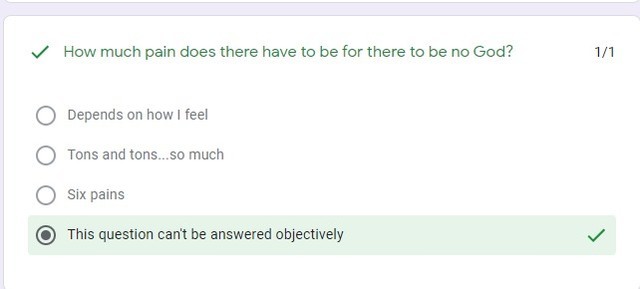 How much pain does there have to be for there to be no God? 1/1
Depends on how I feel
Tons and tons...so much
Six pains
This question can't be answered objectively